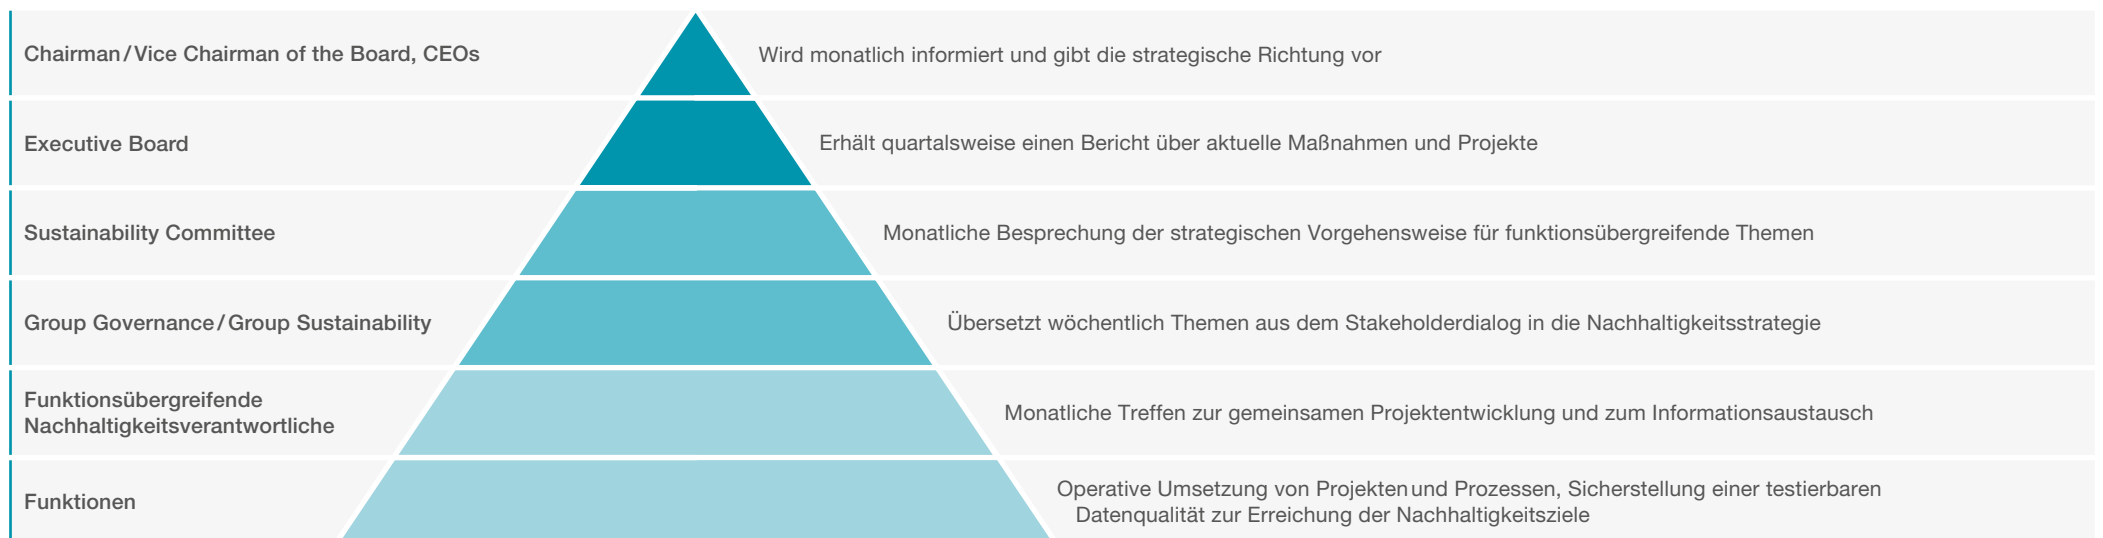 Chairman/Vice Chairman of the Board, CEOs
Wird monatlich informiert und gibt die strategische Richtung vor
Executive Board
Erhält quartalsweise einen Bericht über aktuelle Maßnahmen und Projekte
Sustainability Committee
Monatliche Besprechung der strategischen Vorgehensweise für funktionsübergreifende Themen
Group Governance/Group Sustainability
Übersetzt wöchentlich Themen aus dem Stakeholderdialog in die Nachhaltigkeitsstrategie
Funktionsübergreifende
Nachhaltigkeitsverantwortliche
Monatliche Treffen zur gemeinsamen Projektentwicklung und zum Informationsaustausch
Funktionen
Operative Umsetzung von Projekten und Prozessen, Sicherstellung einer testierbaren
Datenqualität zur Erreichung der Nachhaltigkeitsziele